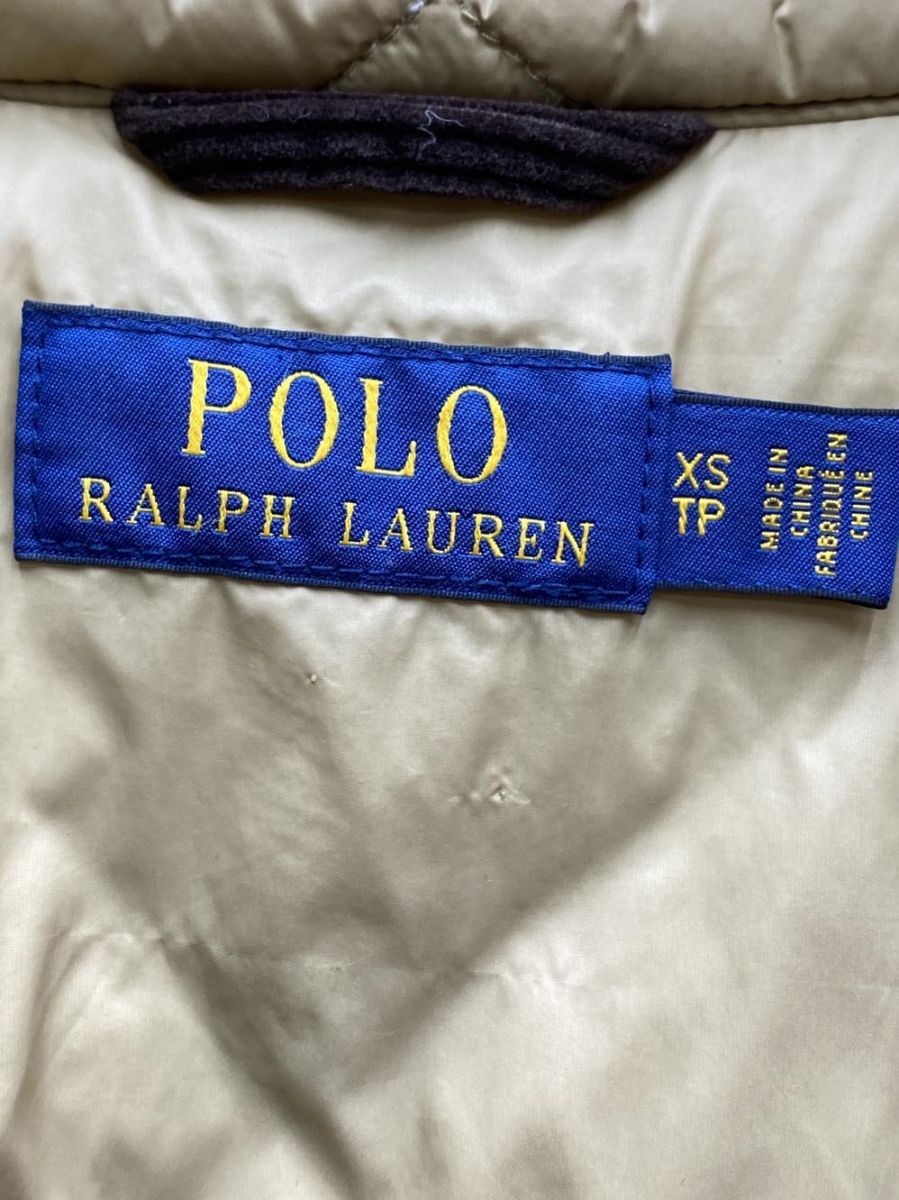 POLO
RALPH LAUREN
XS
TP
MADE IN
CHINA
FABRIQUÉ EN
CHINE